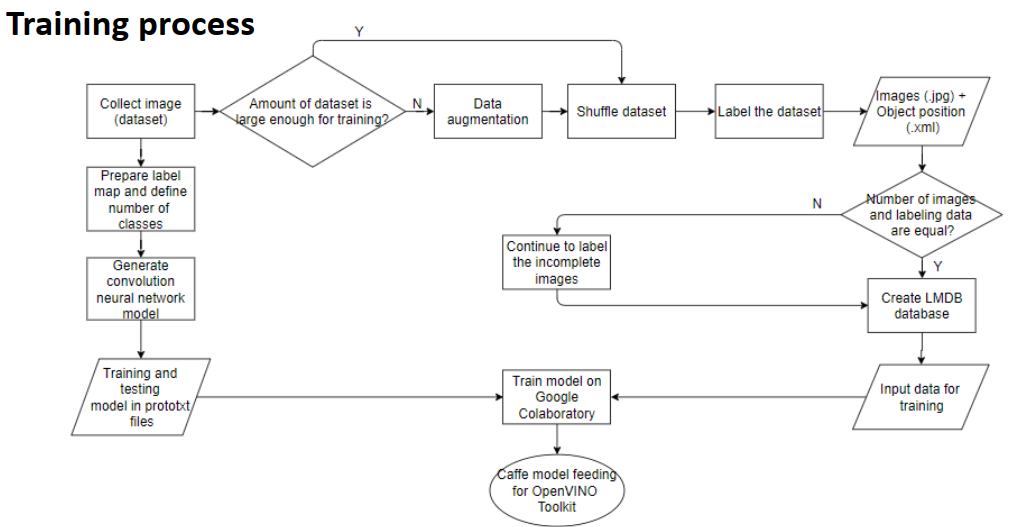 Training process
Y
Collect image
(dataset)
Amount of dataset is
large enough for training?
N
Data
augmentation
Shuffle dataset
Label the dataset
Images (.jpg) +
Object position
(.xml)
Prepare label
map and define
number of
classes
N
Number of images
and labeling data
are equal?
Continue to label
the incomplete
images
Y
Generate
convolution
neural network
model
Create LMDB
database
Training and
testing
model in prototxt
files
Train model on
Google
Colaboratory
Input data for
training
Caffe model feeding
for OpenVINO
Toolkit